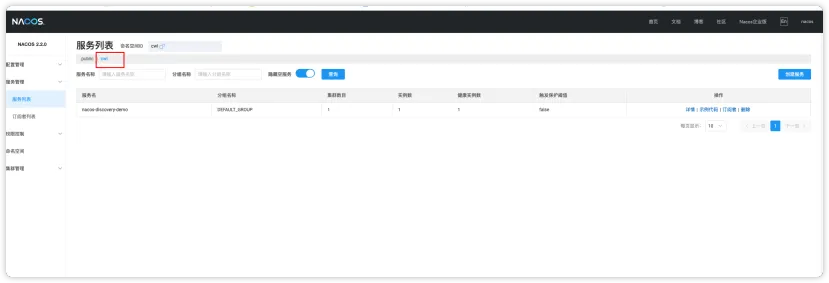 NACOS. 首页 文档 博客 社区 Nacos企业版 En nacos
NACOS 2.2.0
服务列表 命名空间ID cwl
public cwl
配置管理
服务名称 请输入服务名称 分组名称 请输入分组名称 隐藏空服务 查询 创建服务
服务管理
服务名 分组名称 集群数目 实例数 健康实例数 触发保护阈值 操作
服务列表
nacos-discovery-demo DEFAULT_GROUP 1 1 1 false 详情 | 示例代码 | 订阅者 | 删除
订阅者列表
每页显示: 10 < 上一页 1 下一页 >
权限控制
命名空间
集群管理